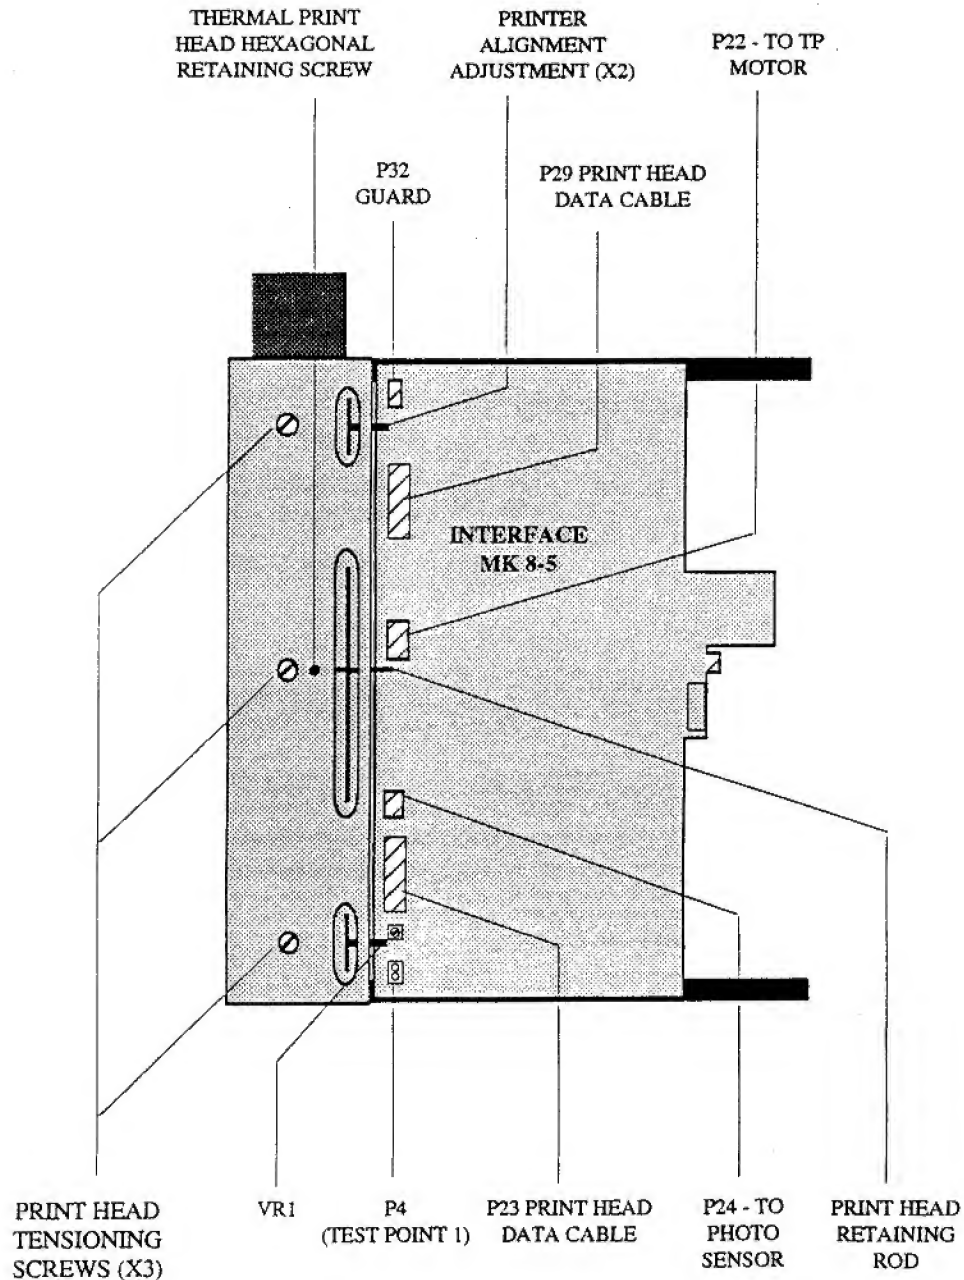 THERMAL PRINT
HEAD HEXAGONAL
RETAINING SCREW
PRINTER
ALIGNMENT
ADJUSTMENT (X2)
P22 - TO TP
MOTOR
P32
GUARD
P29 PRINT HEAD
DATA CABLE
INTERFACE
MK 8-5
PRINT HEAD
TENSIONING
SCREWS (X3)
VR1
P4
(TEST POINT 1)
P23 PRINT HEAD
DATA CABLE
P24 - TO
PHOTO
SENSOR
PRINT HEAD
RETAINING
ROD